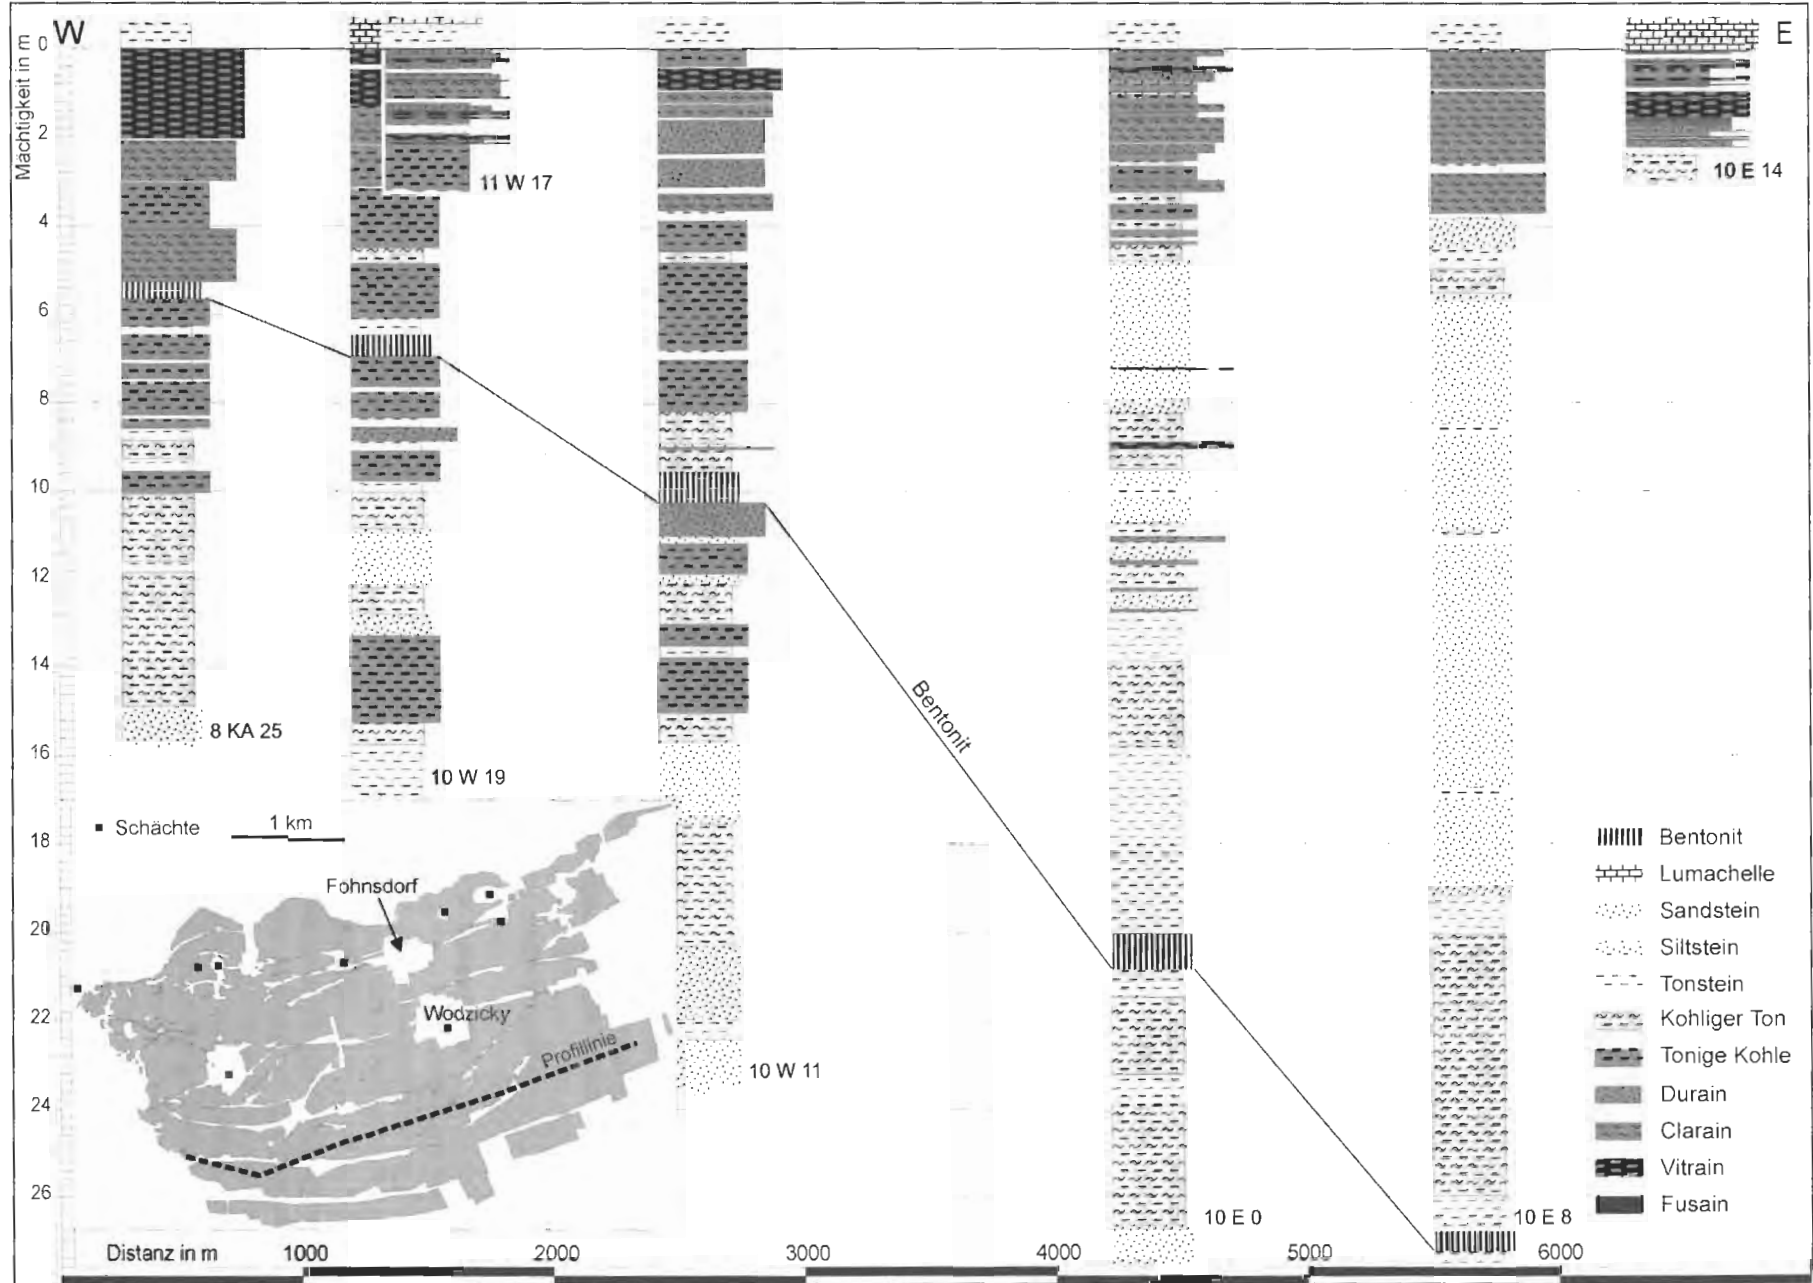 W
E
Mächtigkeit in m
0
2
4
6
8
10
12
14
16
18
20
22
24
26
11 W 17
10 E 14
8 KA 25
10 W 19
10 W 11
10 E 0
10 E 8
Bentonit
Schächte
1 km
Fohnsdorf
Wodzicky
Profillinie
Bentonit
Lumachelle
Sandstein
Siltstein
Tonstein
Kohliger Ton
Tonige Kohle
Durain
Clarain
Vitrain
Fusain
Distanz in m 1000 2000 3000 4000 5000 6000